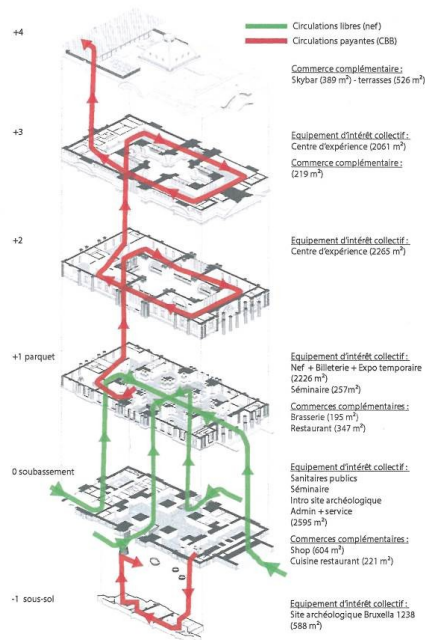 +4
Circulations libres (nef)
Circulations payantes (CBB)
Commerce complémentaire :
Skybar (389 m²) - terrasses (526 m²)
+3
Equipement d'intérêt collectif :
Centre d'expérience (2061 m²)
Commerce complémentaire :
(219 m²)
+2
Equipement d'intérêt collectif :
Centre d'expérience (2265 m²)
+1 parquet
Equipement d'intérêt collectif :
Nef + Billeterie + Expo temporaire
(2226 m²)
Séminaire (257m²)
Commerces complémentaires :
Brasserie (195 m²)
Restaurant (347 m²)
0 soubassement
Equipement d'intérêt collectif :
Sanitaires publics
Séminaire
Intro site archéologique
Admin + service
(2595 m²)
Commerces complémentaires :
Shop (604 m²)
Cuisine restaurant (221 m²)
-1 sous-sol
Equipement d'intérêt collectif :
Site archéologique Bruxella 1238
(588 m²)